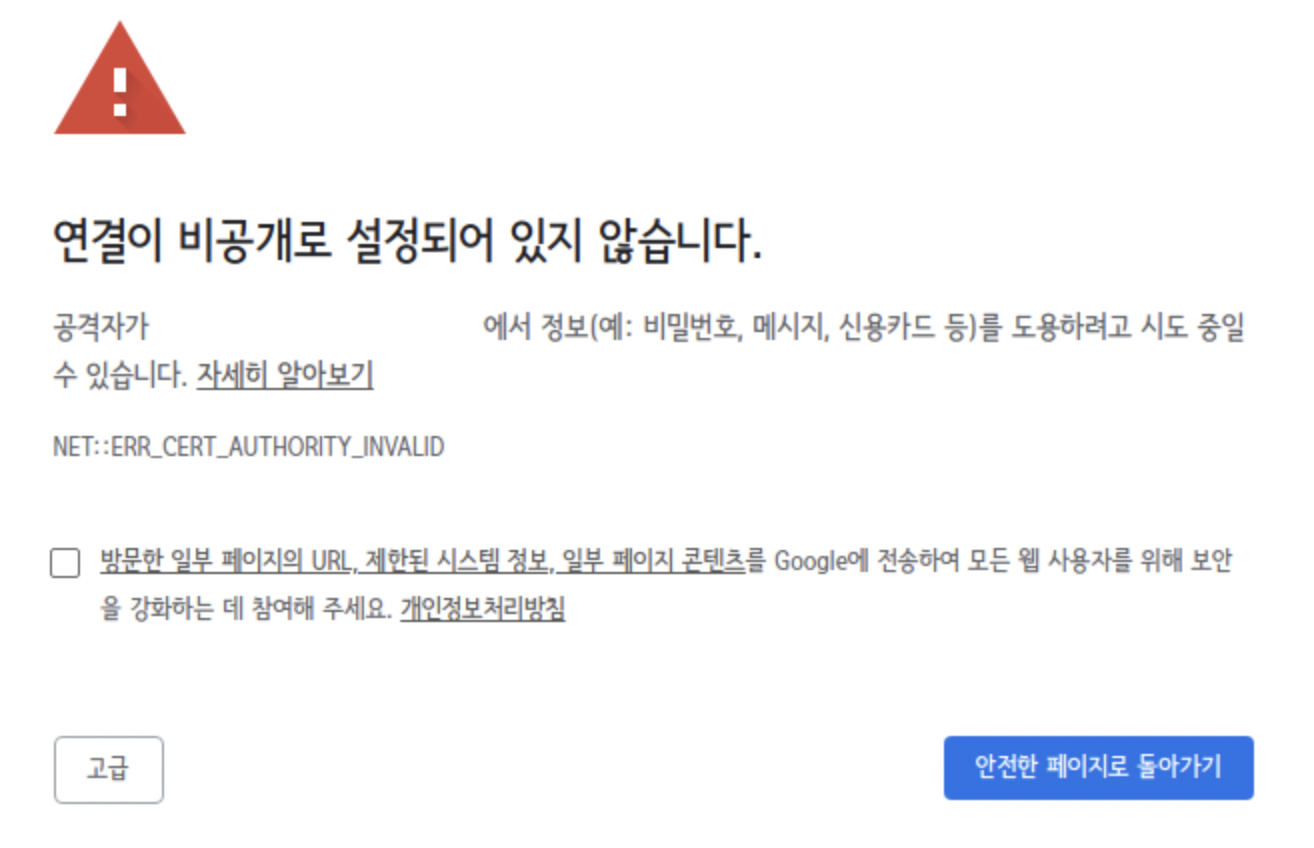 연결이 비공개로 설정되어 있지 않습니다.
공격자가 에서 정보(예: 비밀번호, 메시지, 신용카드 등)를 도용하려고 시도 중일
수 있습니다. 자세히 알아보기
NET::ERR_CERT_AUTHORITY_INVALID
방문한 일부 페이지의 URL, 제한된 시스템 정보, 일부 페이지 콘텐츠를 Google에 전송하여 모든 웹 사용자를 위해 보안
을 강화하는 데 참여해 주세요. 개인정보처리방침
고급
안전한 페이지로 돌아가기